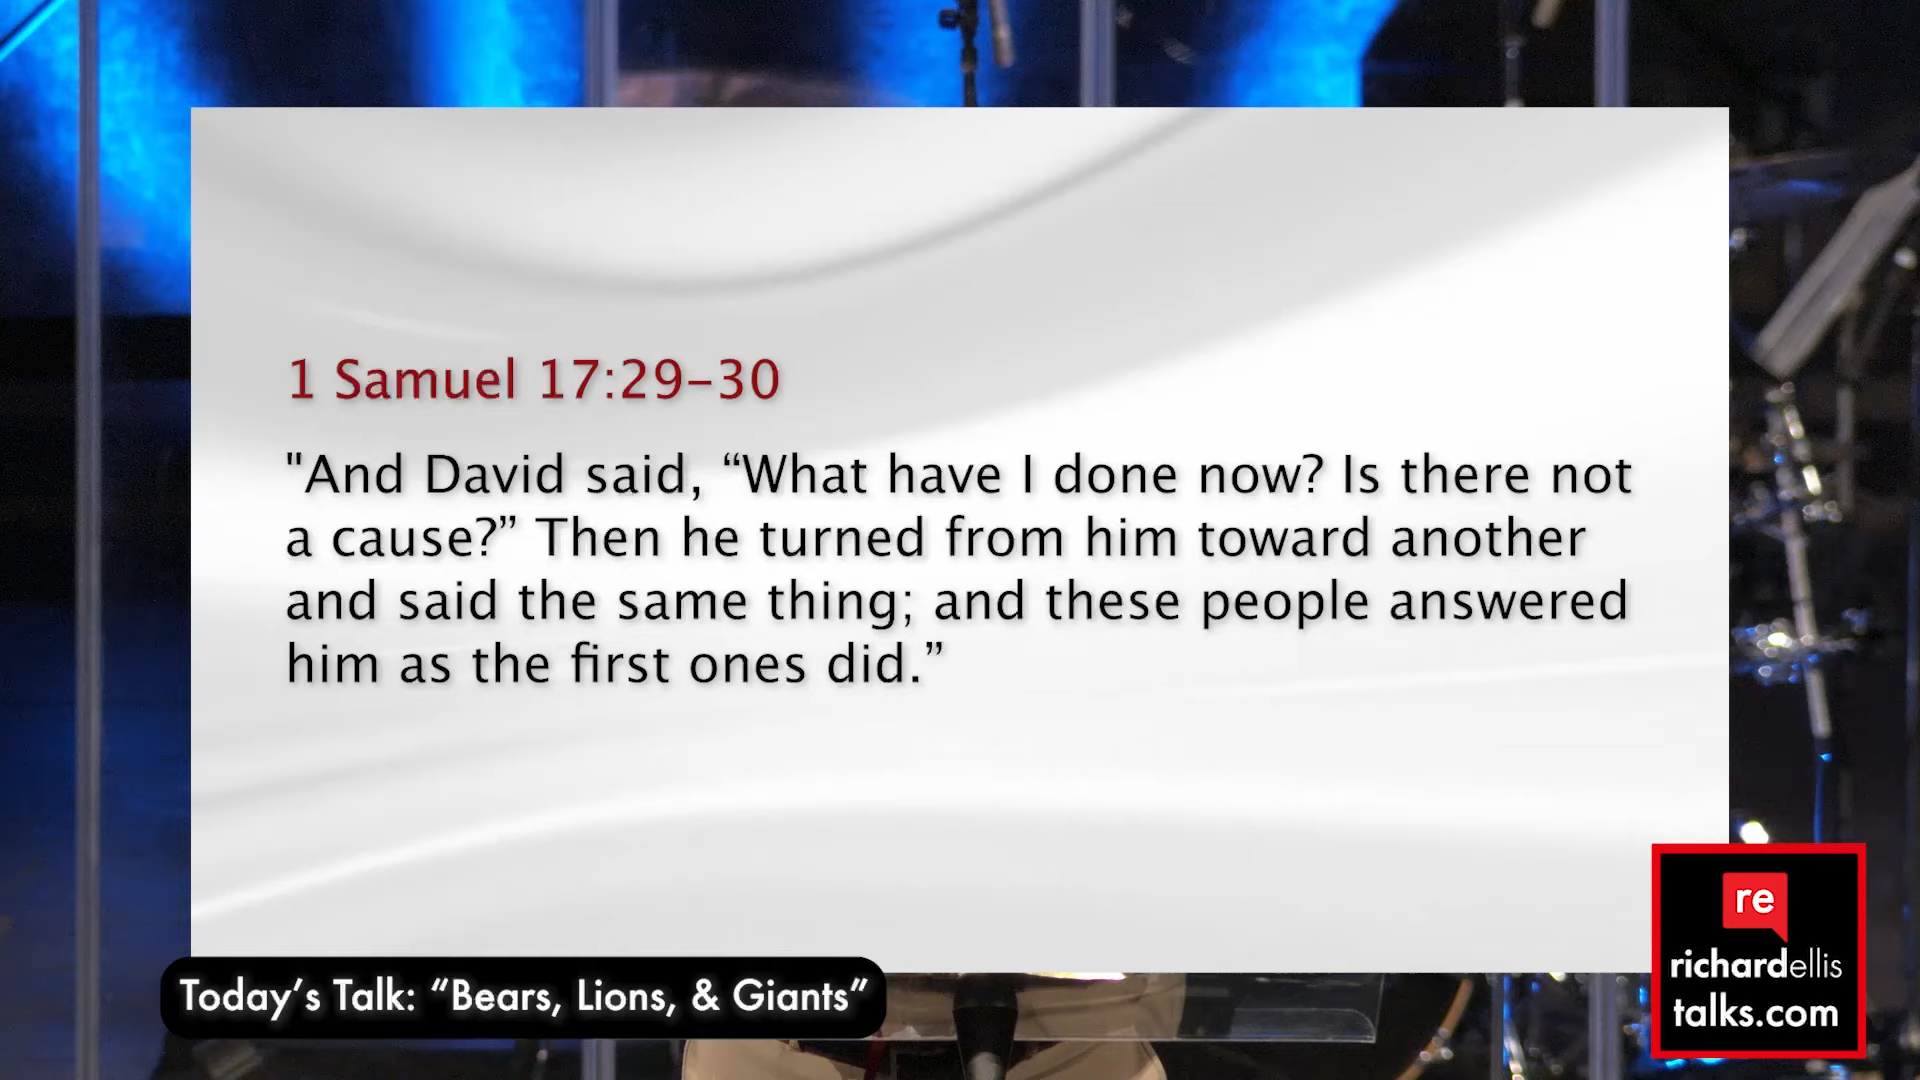 1 Samuel 17:29–30
"And David said, “What have I done now? Is there not
a cause?” Then he turned from him toward another
and said the same thing; and these people answered
him as the first ones did.”
Today’s Talk: “Bears, Lions, & Giants”
re
richardellis
talks.com